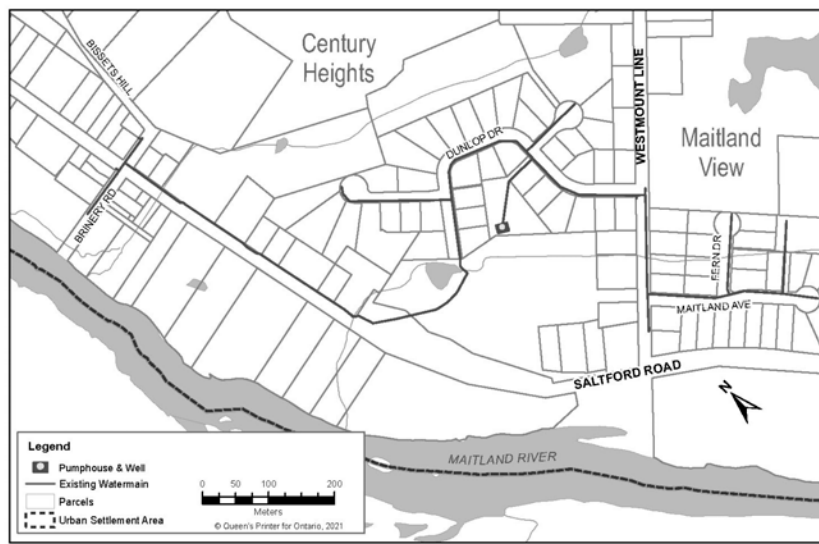 Century
Heights
BISSETS HILL
WESTMOUNT LINE
DUNLOP DR
Maitland
View
BRINERY RD
FERN DR
MAITLAND AVE
SALTFORD ROAD
N
MAITLAND RIVER
Legend
Pumphouse & Well
Existing Watermain
Parcels
Urban Settlement Area
0 50 100 200
Meters
© Queen's Printer for Ontario, 2021